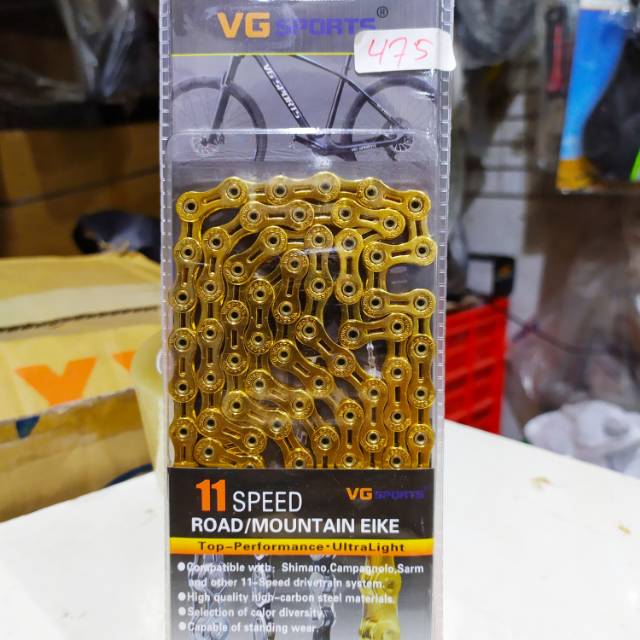 VG SPORTS®
475
VG SPORTS
11 SPEED
VG SPORTS
ROAD/MOUNTAIN EIKE
Top-Performance·UltraLight
●Compatible with: Shimano,Campagnolo,Sarm
and other 11-Speed drivetrain system.
●High quality high-carbon steel materials
●Selection of color diversity.
●Capable of standing wear.